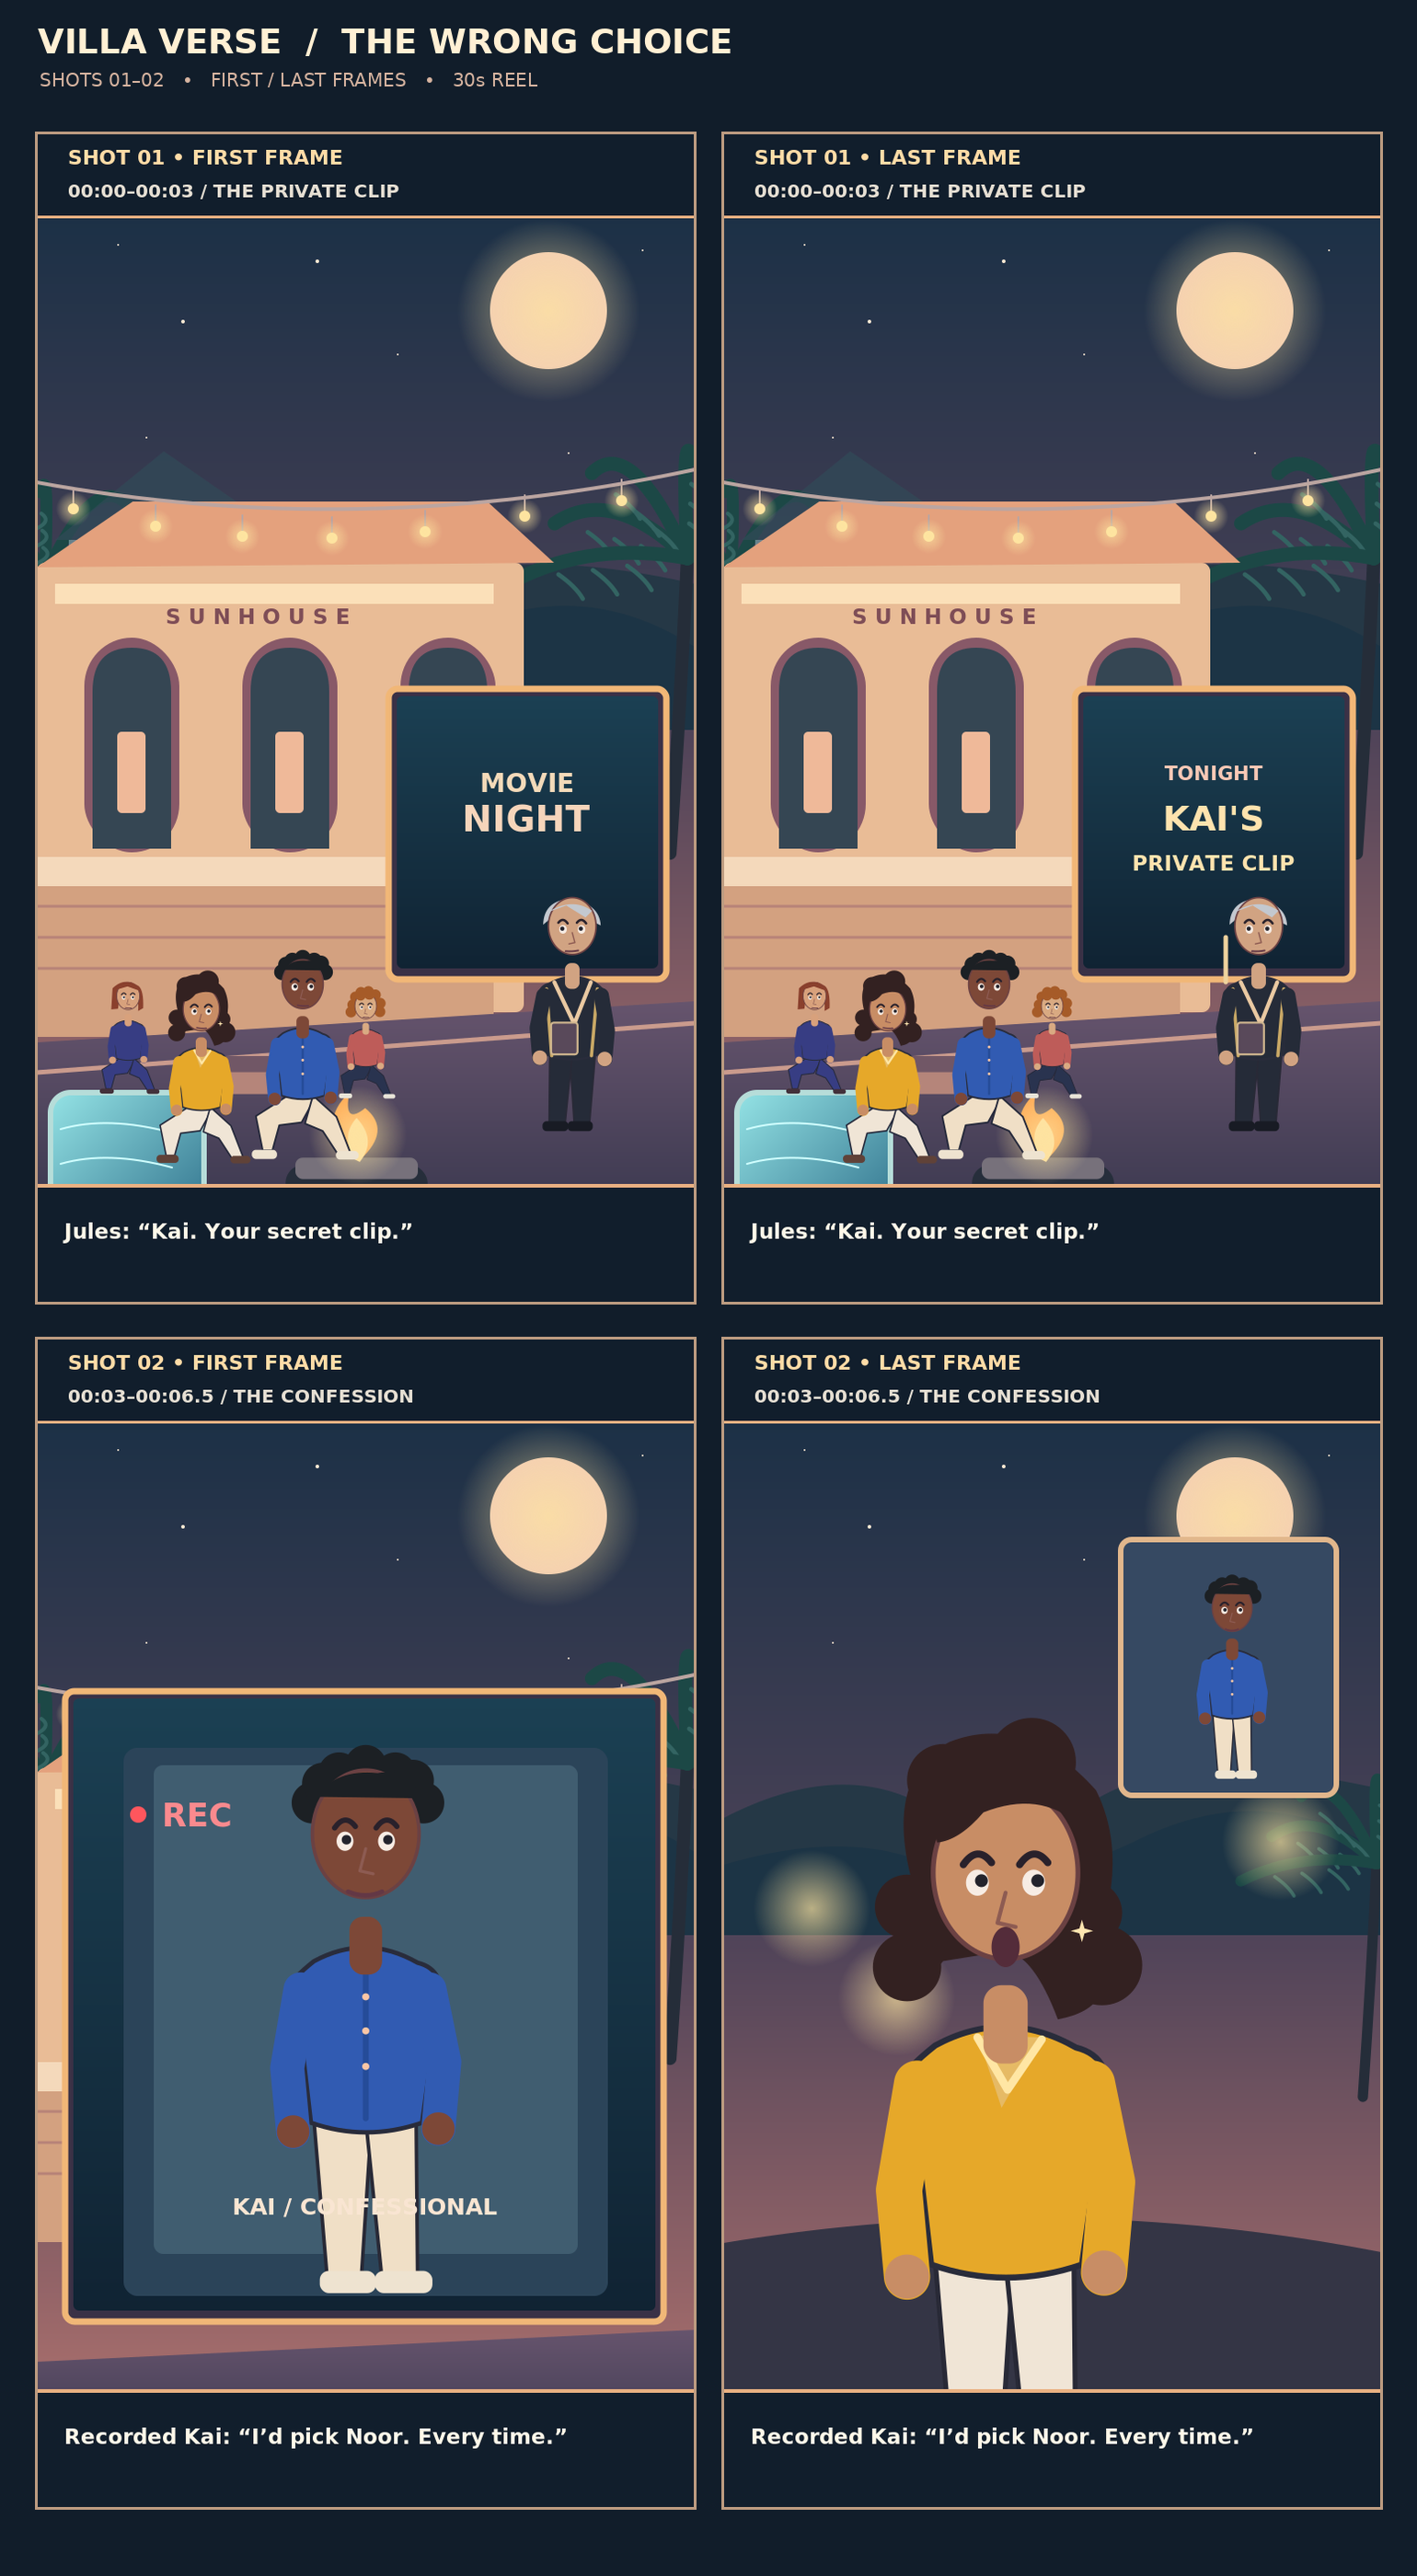 VILLA VERSE / THE WRONG CHOICE
SHOTS 01–02 • FIRST / LAST FRAMES • 30s REEL
SHOT 01 • FIRST FRAME
00:00–00:03 / THE PRIVATE CLIP
SUNHOUSE
MOVIE
NIGHT
Jules: “Kai. Your secret clip.”
SHOT 01 • LAST FRAME
00:00–00:03 / THE PRIVATE CLIP
SUNHOUSE
TONIGHT
KAI'S
PRIVATE CLIP
Jules: “Kai. Your secret clip.”
SHOT 02 • FIRST FRAME
00:03–00:06.5 / THE CONFESSION
REC
KAI / CONFESSIONAL
Recorded Kai: “I’d pick Noor. Every time.”
SHOT 02 • LAST FRAME
00:03–00:06.5 / THE CONFESSION
Recorded Kai: “I’d pick Noor. Every time.”